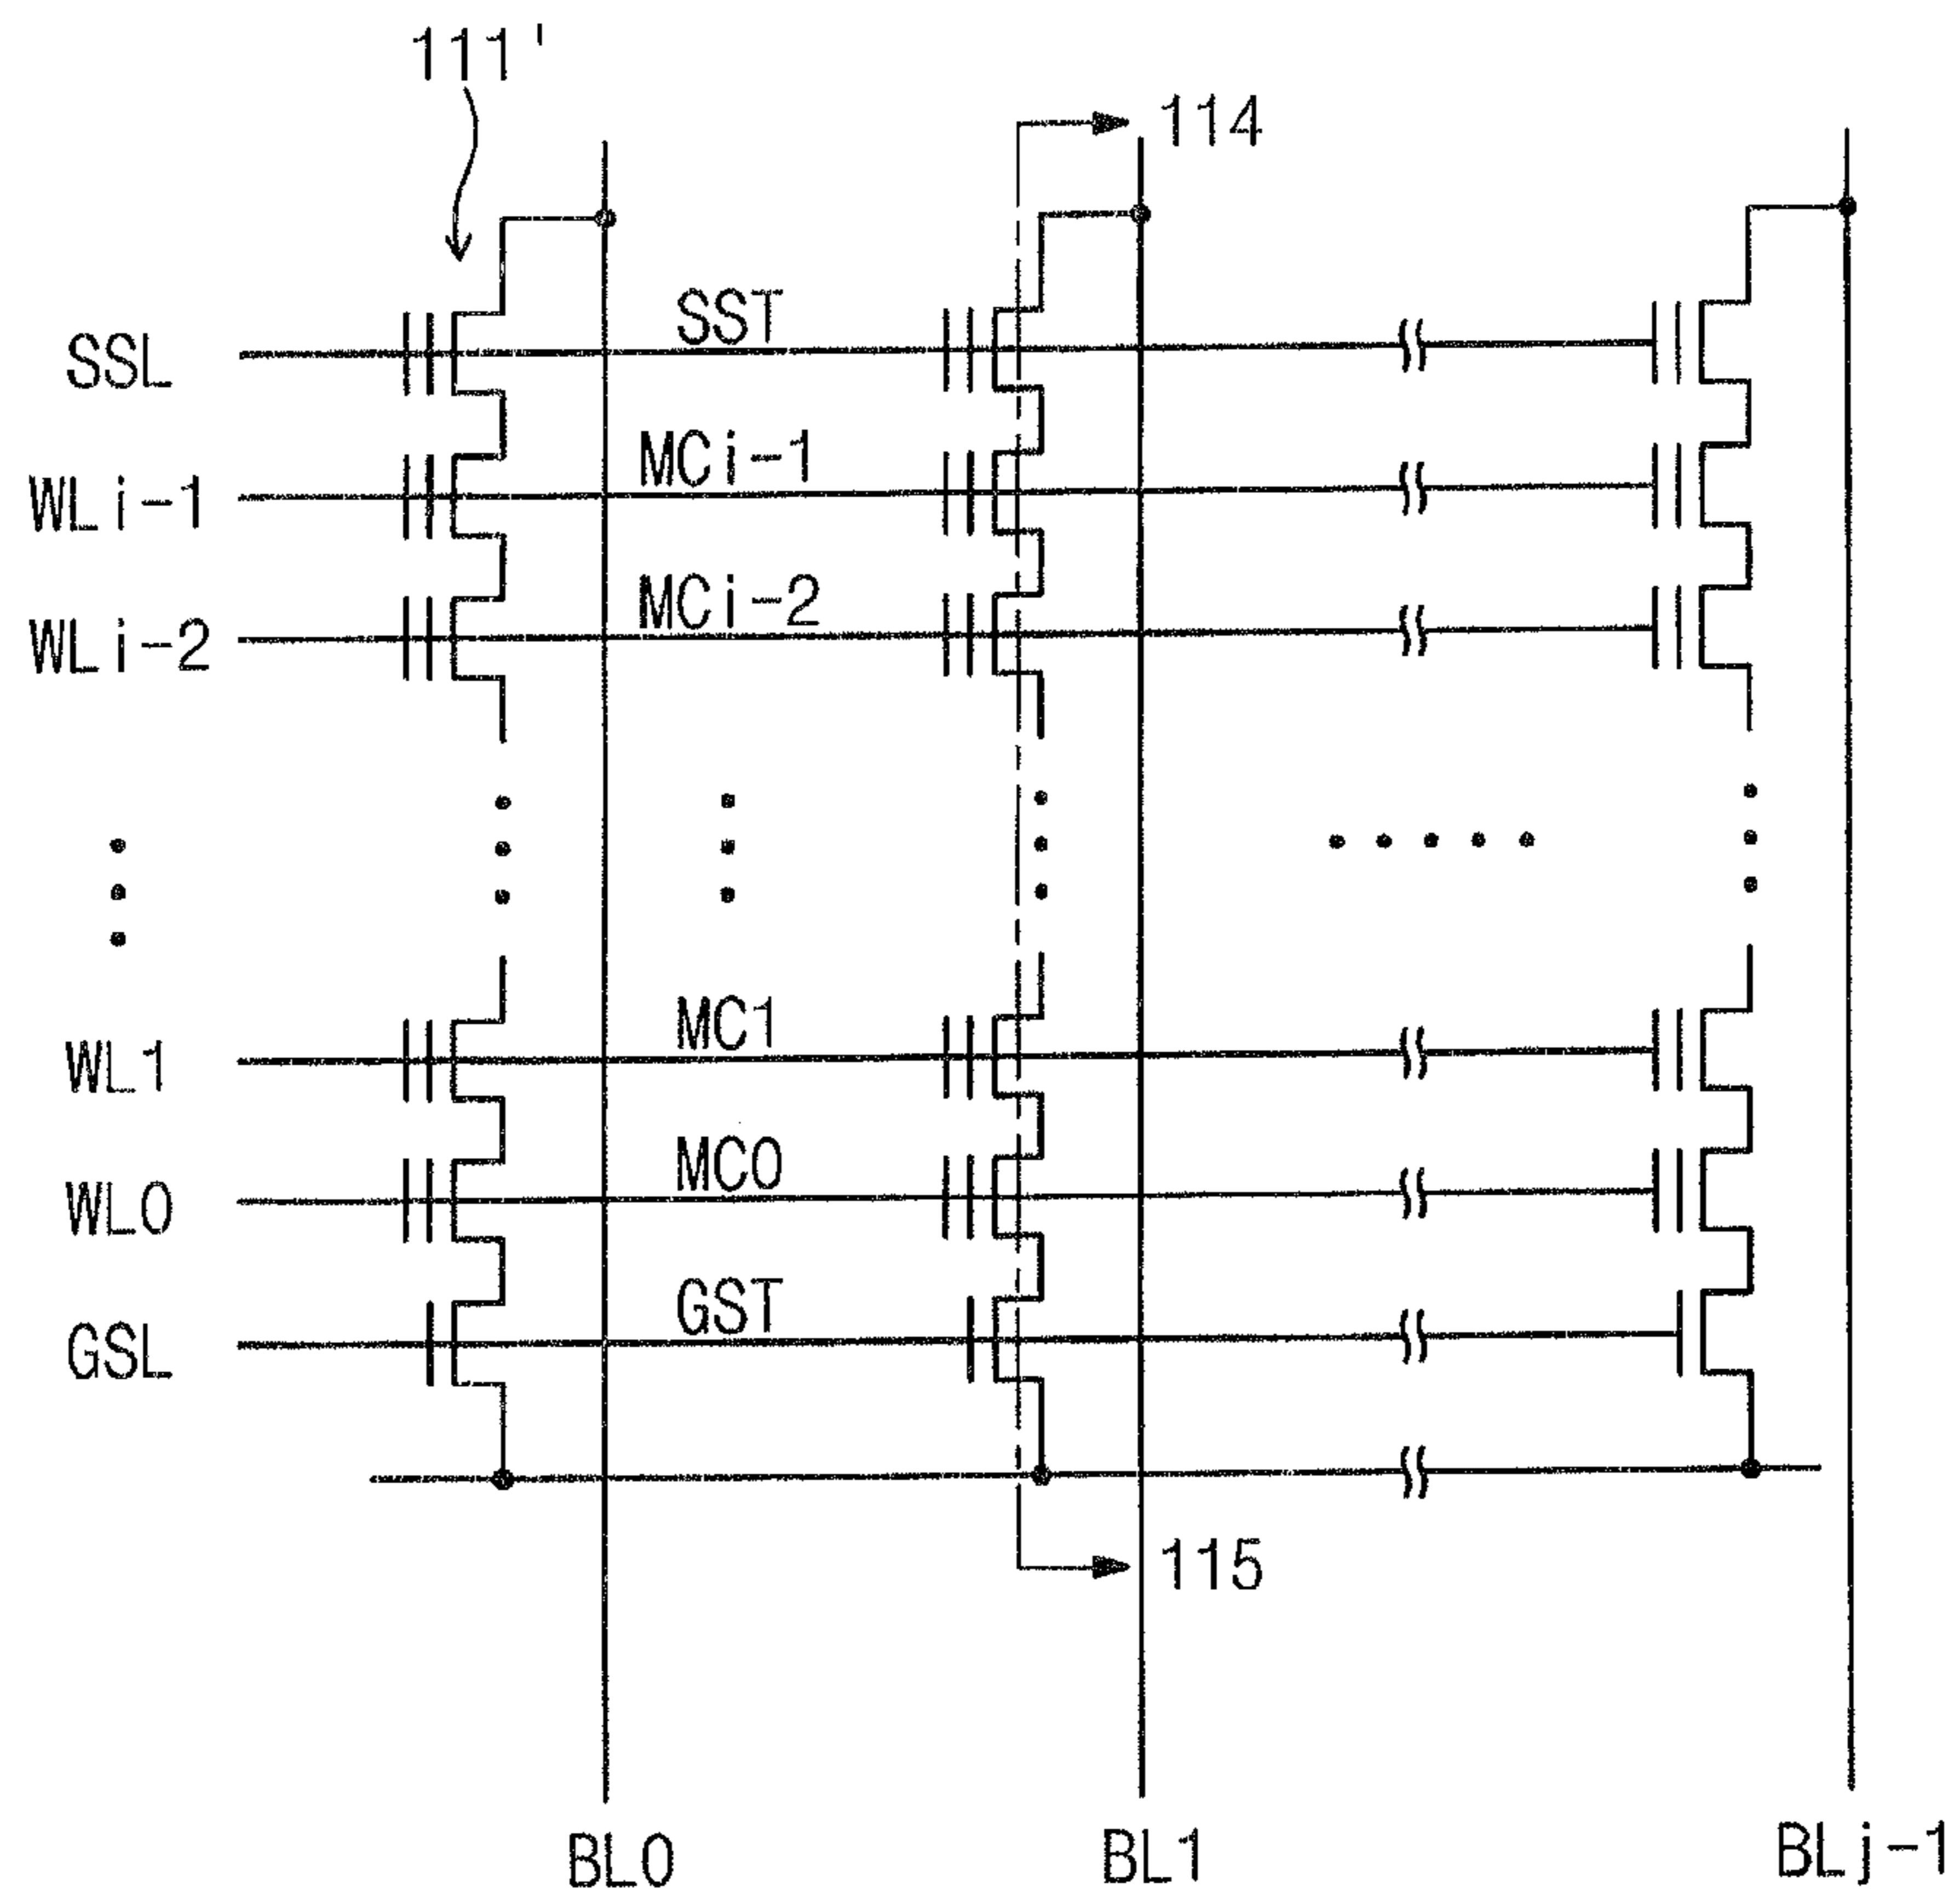 111'
114
SSL
SST
WLi-1
MCi-1
WLi-2
MCi-2
WL1
MC1
WL0
MC0
GSL
GST
115
BL0
BL1
BLj-1